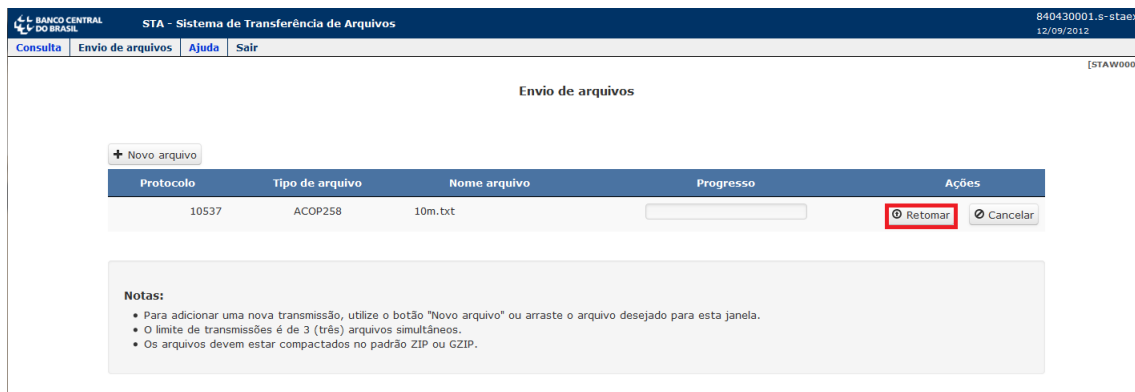 BANCO CENTRAL
DO BRASIL
STA - Sistema de Transferência de Arquivos
840430001.s-staex
12/09/2012
Consulta Envio de arquivos Ajuda Sair
[STAW000
Envio de arquivos
+ Novo arquivo
Protocolo Tipo de arquivo Nome arquivo Progresso Ações
10537 ACOP258 10m.txt Retomar Cancelar
Notas:
• Para adicionar uma nova transmissão, utilize o botão "Novo arquivo" ou arraste o arquivo desejado para esta janela.
• O limite de transmissões é de 3 (três) arquivos simultâneos.
• Os arquivos devem estar compactados no padrão ZIP ou GZIP.